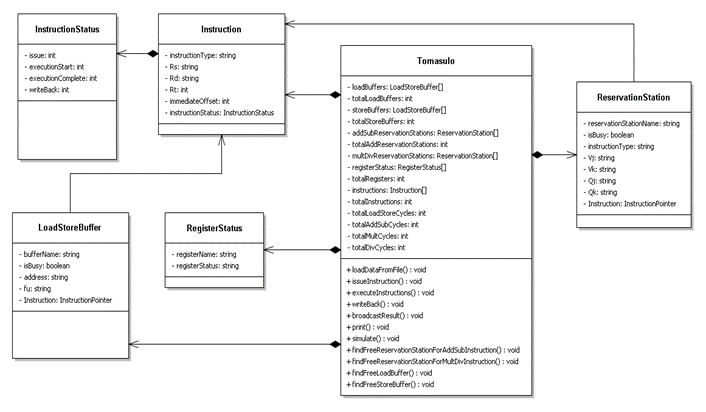 InstructionStatus
- issue: int
- executionStart: int
- executionComplete: int
- writeBack: int
Instruction
- instructionType: string
- Rs: string
- Rd: string
- Rt: int
- immediateOffset: int
- instructionStatus: InstructionStatus
Tomasulo
- loadBuffers: LoadStoreBuffer[]
- totalLoadBuffers: int
- storeBuffers: LoadStoreBuffer[]
- totalStoreBuffers: int
- addSubReservationStations: ReservationStation[]
- totalAddReservationStations: int
- multDivReservationStations: ReservationStation[]
- registerStatus: RegisterStatus[]
- totalRegisters: int
- instructions: Instruction[]
- totalInstructions: int
- totalLoadStoreCycles: int
- totalAddSubCycles: int
- totalMultCycles: int
- totalDivCycles: int
+ loadDataFromFile() : void
+ issueInstruction() : void
+ executeInstructions() : void
+ writeBack() : void
+ broadcastResult() : void
+ print() : void
+ simulate() : void
+ findFreeReservationStationForAddSubInstruction() : void
+ findFreeReservationStationForMultDivInstruction() : void
+ findFreeLoadBuffer() : void
+ findFreeStoreBuffer() : void
ReservationStation
- reservationStationName: string
- isBusy: boolean
- instructionType: string
- Vj: string
- Vk: string
- Qj: string
- Qk: string
- Instruction: InstructionPointer
LoadStoreBuffer
- bufferName: string
- isBusy: boolean
- address: string
- fu: string
- Instruction: InstructionPointer
RegisterStatus
- registerName: string
- registerStatus: string